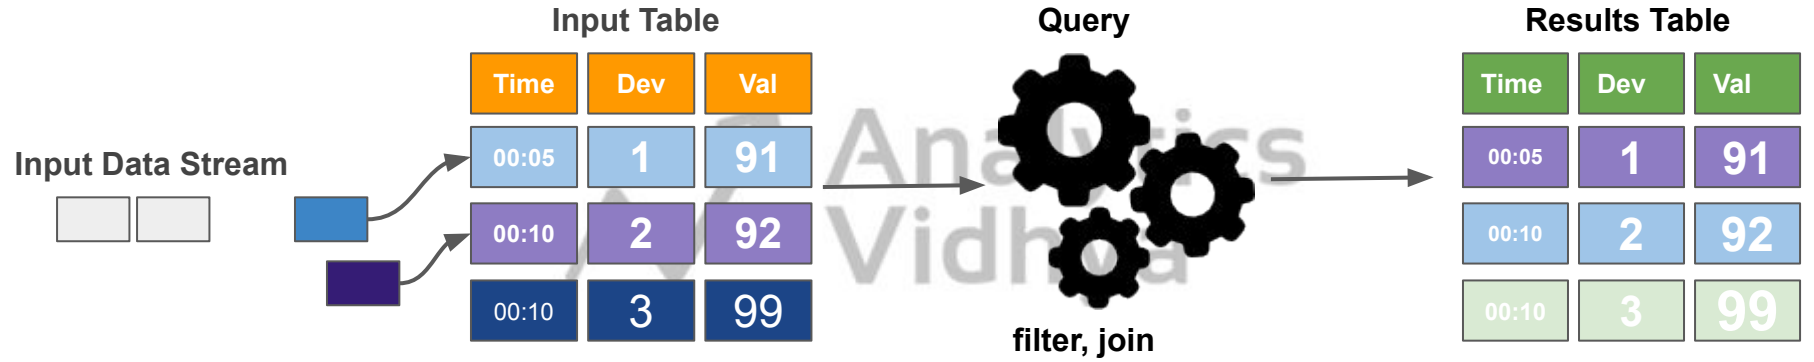 Input Table
Query
Results Table
Time Dev Val
Time Dev Val
Input Data Stream
00:05 1 91
00:10 2 92
00:10 3 99
Analytics
Vidhya
filter, join
00:05 1 91
00:10 2 92
00:10 3 99